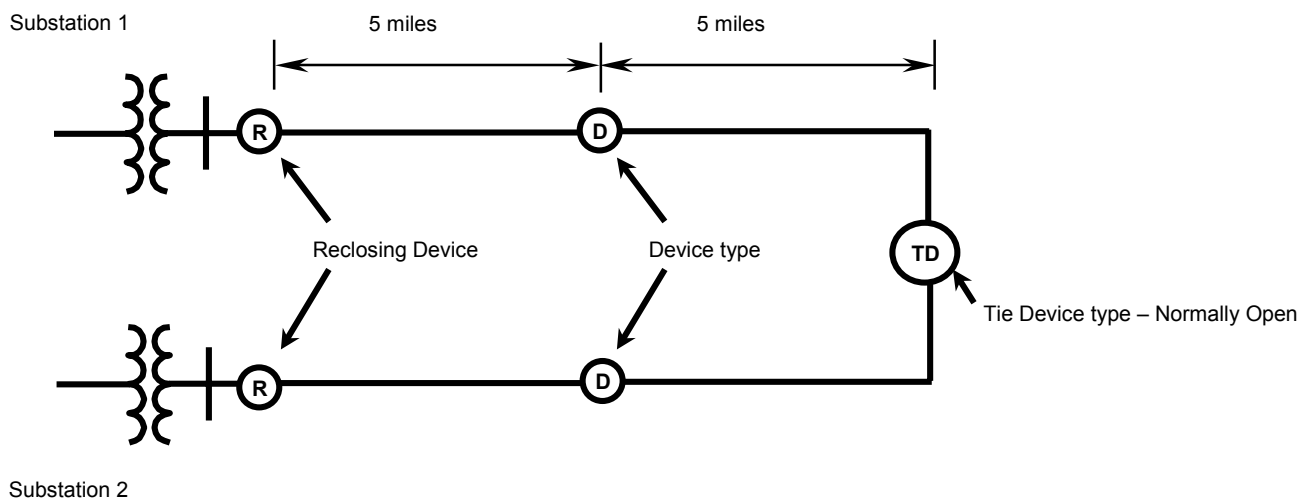 Substation 1
5 miles
5 miles
R
D
Reclosing Device
Device type
TD
Tie Device type – Normally Open
R
D
Substation 2